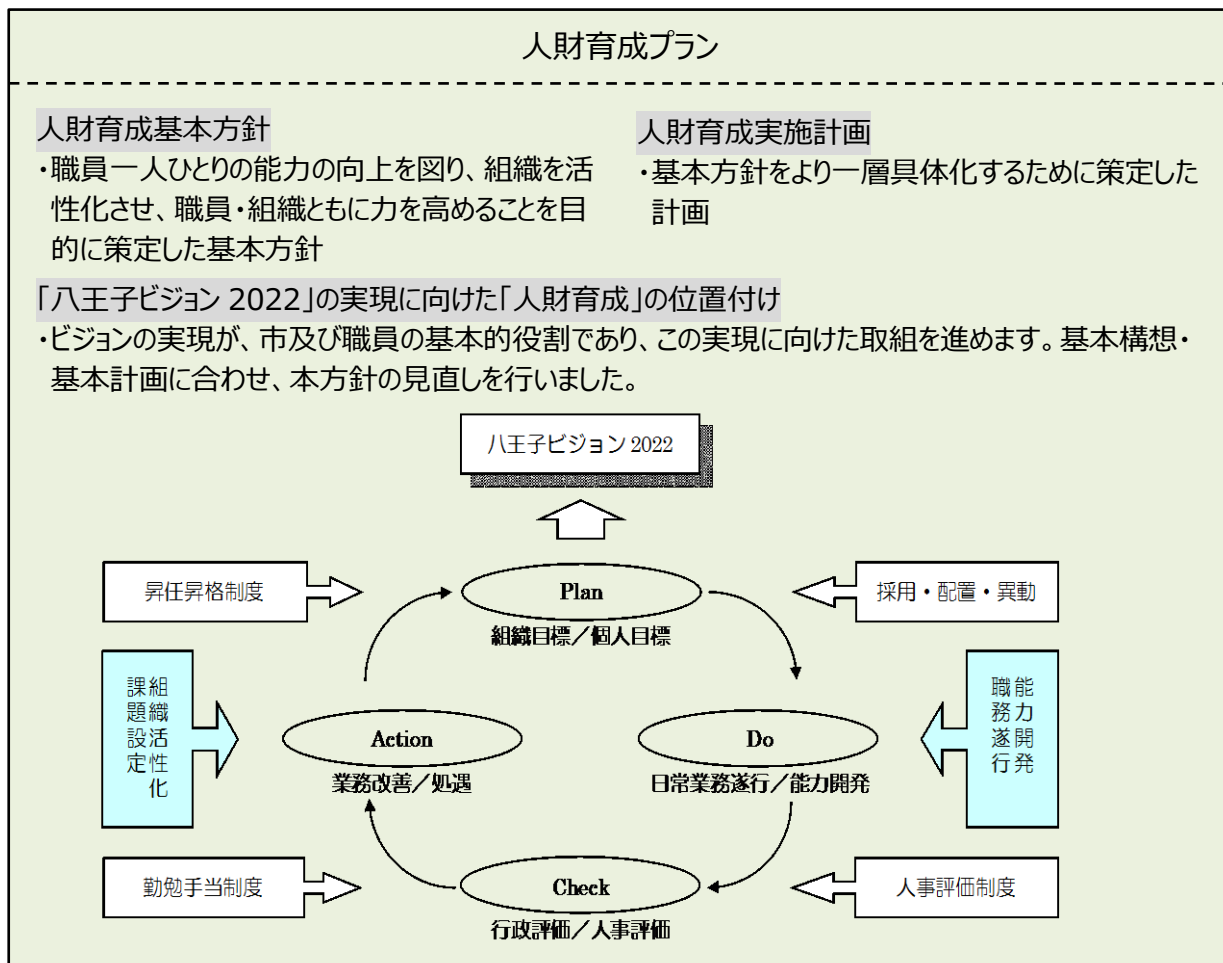 人財育成プラン
人財育成基本方針
・職員一人ひとりの能力の向上を図り、組織を活
性化させ、職員・組織ともに力を高めることを目
的に策定した基本方針
人財育成実施計画
・基本方針をより一層具体化するために策定した
計画
「八王子ビジョン 2022」の実現に向けた「人財育成」の位置付け
・ビジョンの実現が、市及び職員の基本的役割であり、この実現に向けた取組を進めます。基本構想・
基本計画に合わせ、本方針の見直しを行いました。
八王子ビジョン 2022
昇任昇格制度
Plan
組織目標／個人目標
採用・配置・異動
組織活性化
課題設定
Action
業務改善／処遇
Do
日常業務遂行／能力開発
能力開発
職務遂行
勤勉手当制度
Check
行政評価／人事評価
人事評価制度